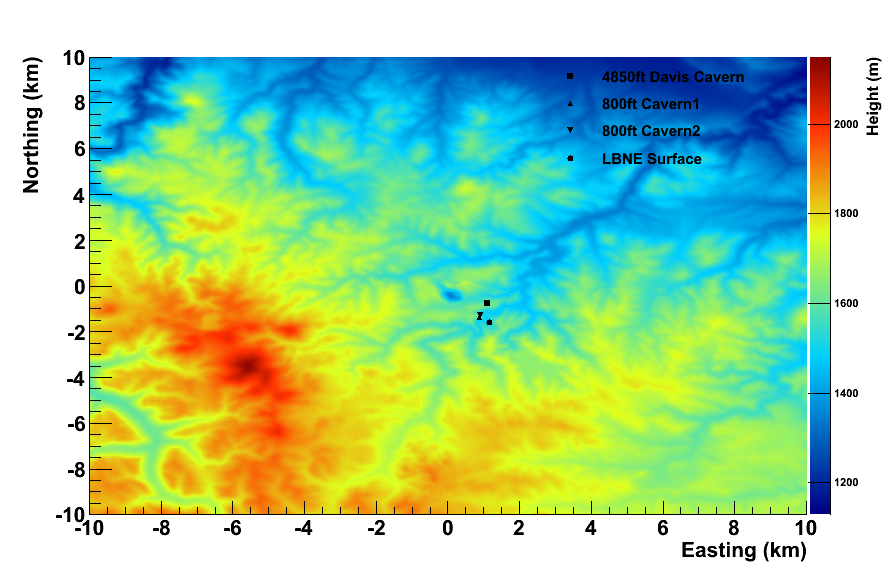 Northing (km)
10
8
6
4
2
0
-2
-4
-6
-8
-10
4850ft Davis Cavern
800ft Cavern1
800ft Cavern2
LBNE Surface
Height (m)
2000
1800
1600
1400
1200
-10 -8 -6 -4 -2 0 2 4 6 8 10
Easting (km)